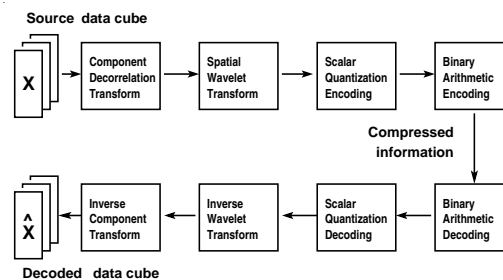 Source data cube
X
Component
Decorrelation
Transform
Spatial
Wavelet
Transform
Scalar
Quantization
Encoding
Binary
Arithmetic
Encoding
Compressed
information
X̂
Inverse
Component
Transform
Inverse
Wavelet
Transform
Scalar
Quantization
Decoding
Binary
Arithmetic
Decoding
Decoded data cube